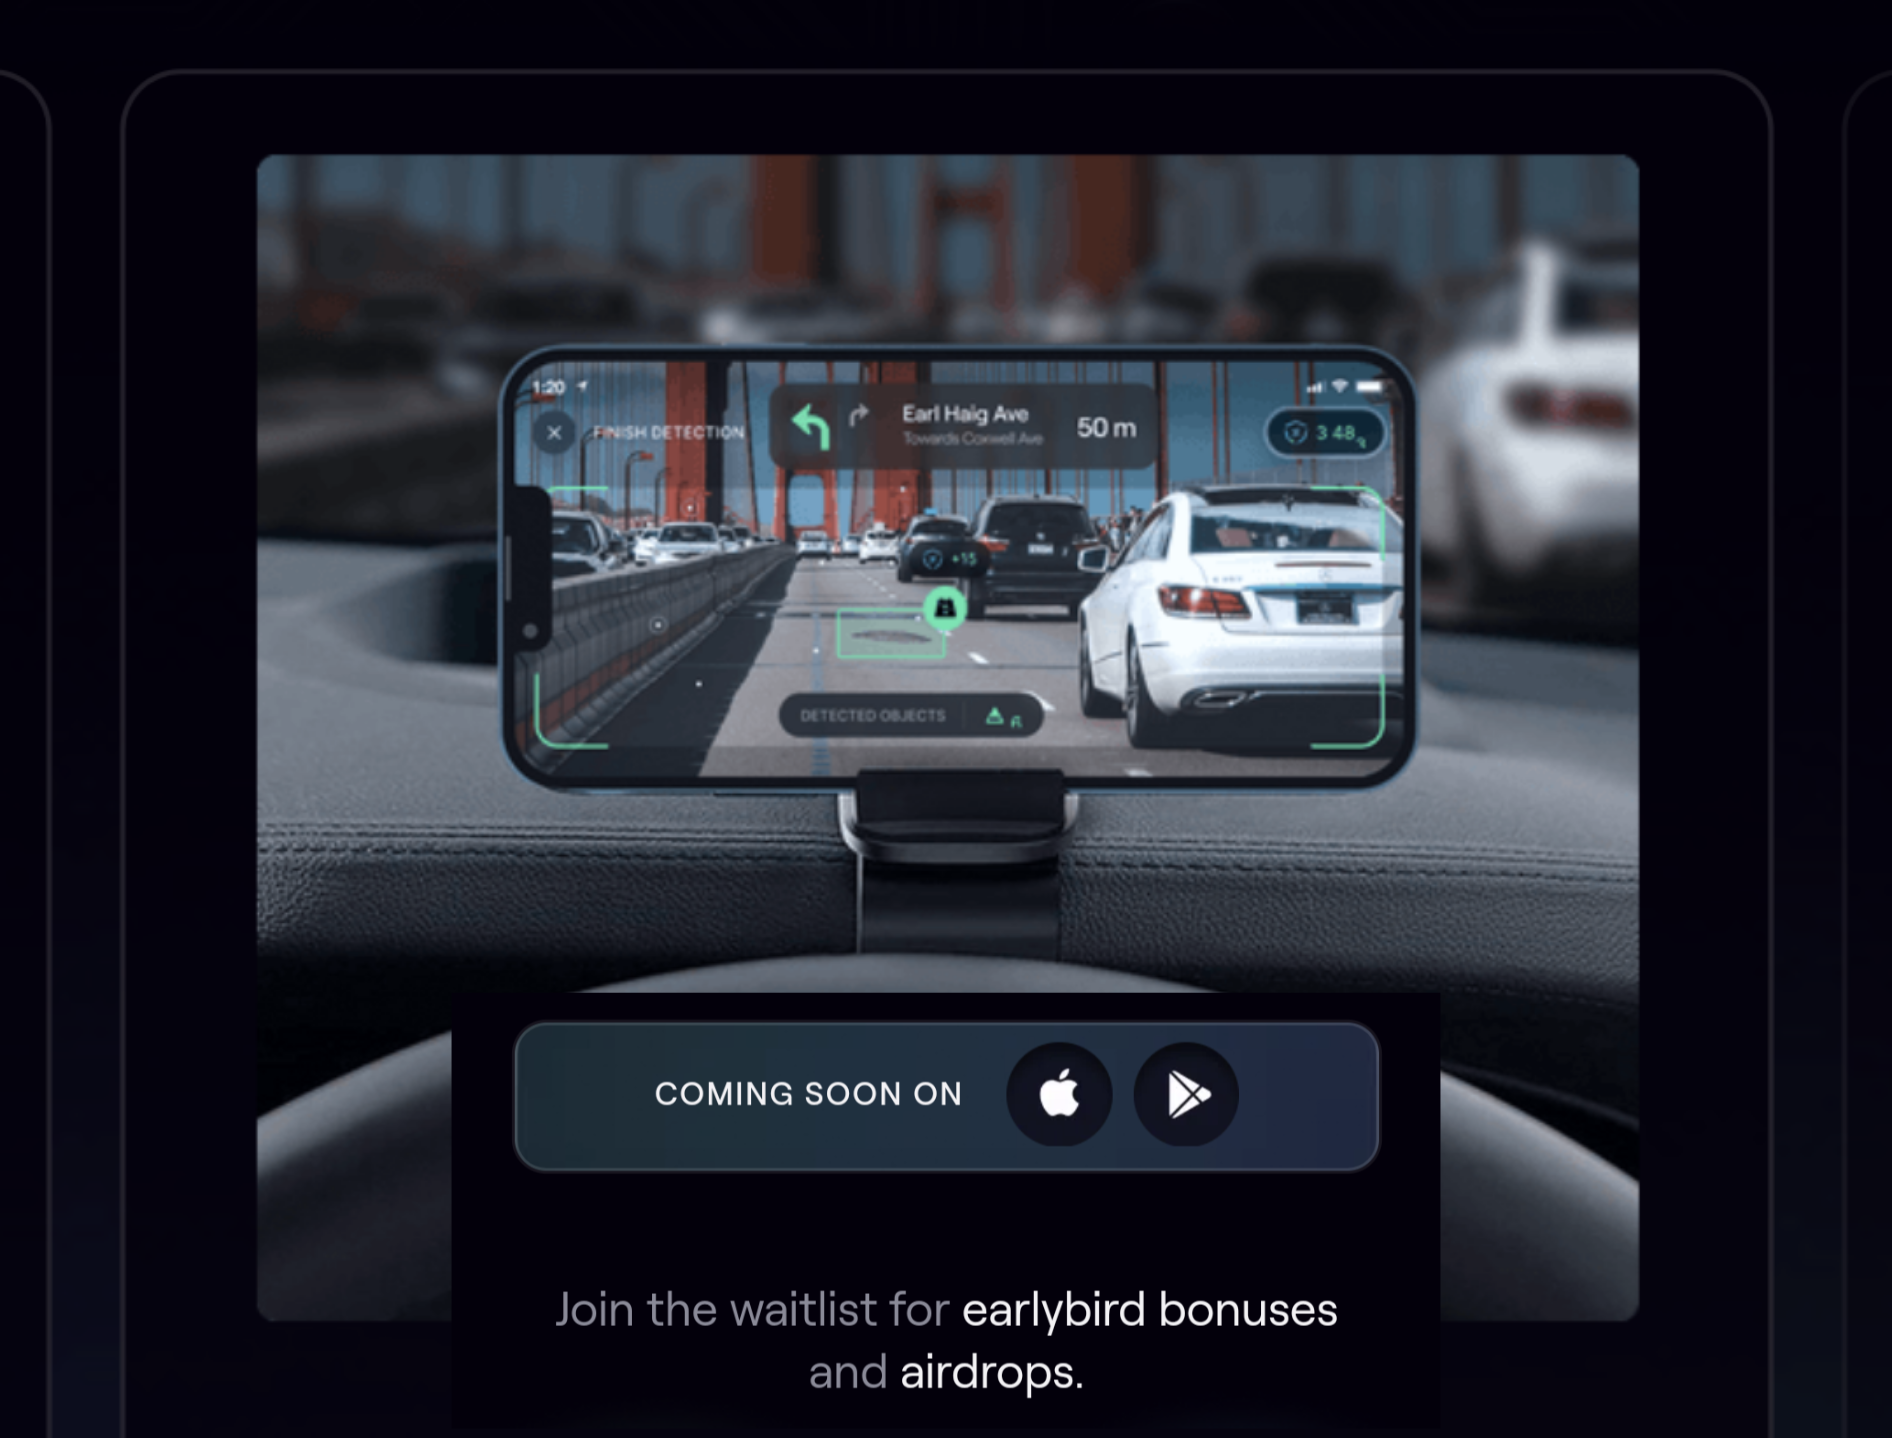 1:20
FINISH DETECTION
Earl Haig Ave
Towards Coxwell Ave
50 m
3 48
+15
DETECTED OBJECTS
COMING SOON ON
Join the waitlist for earlybird bonuses
and airdrops.